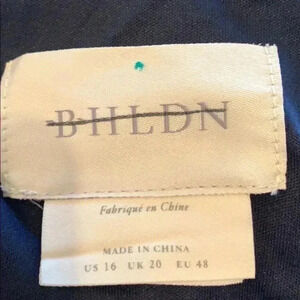 BHLDN
Fabriqué en Chine
MADE IN CHINA
US 16 UK 20 EU 48